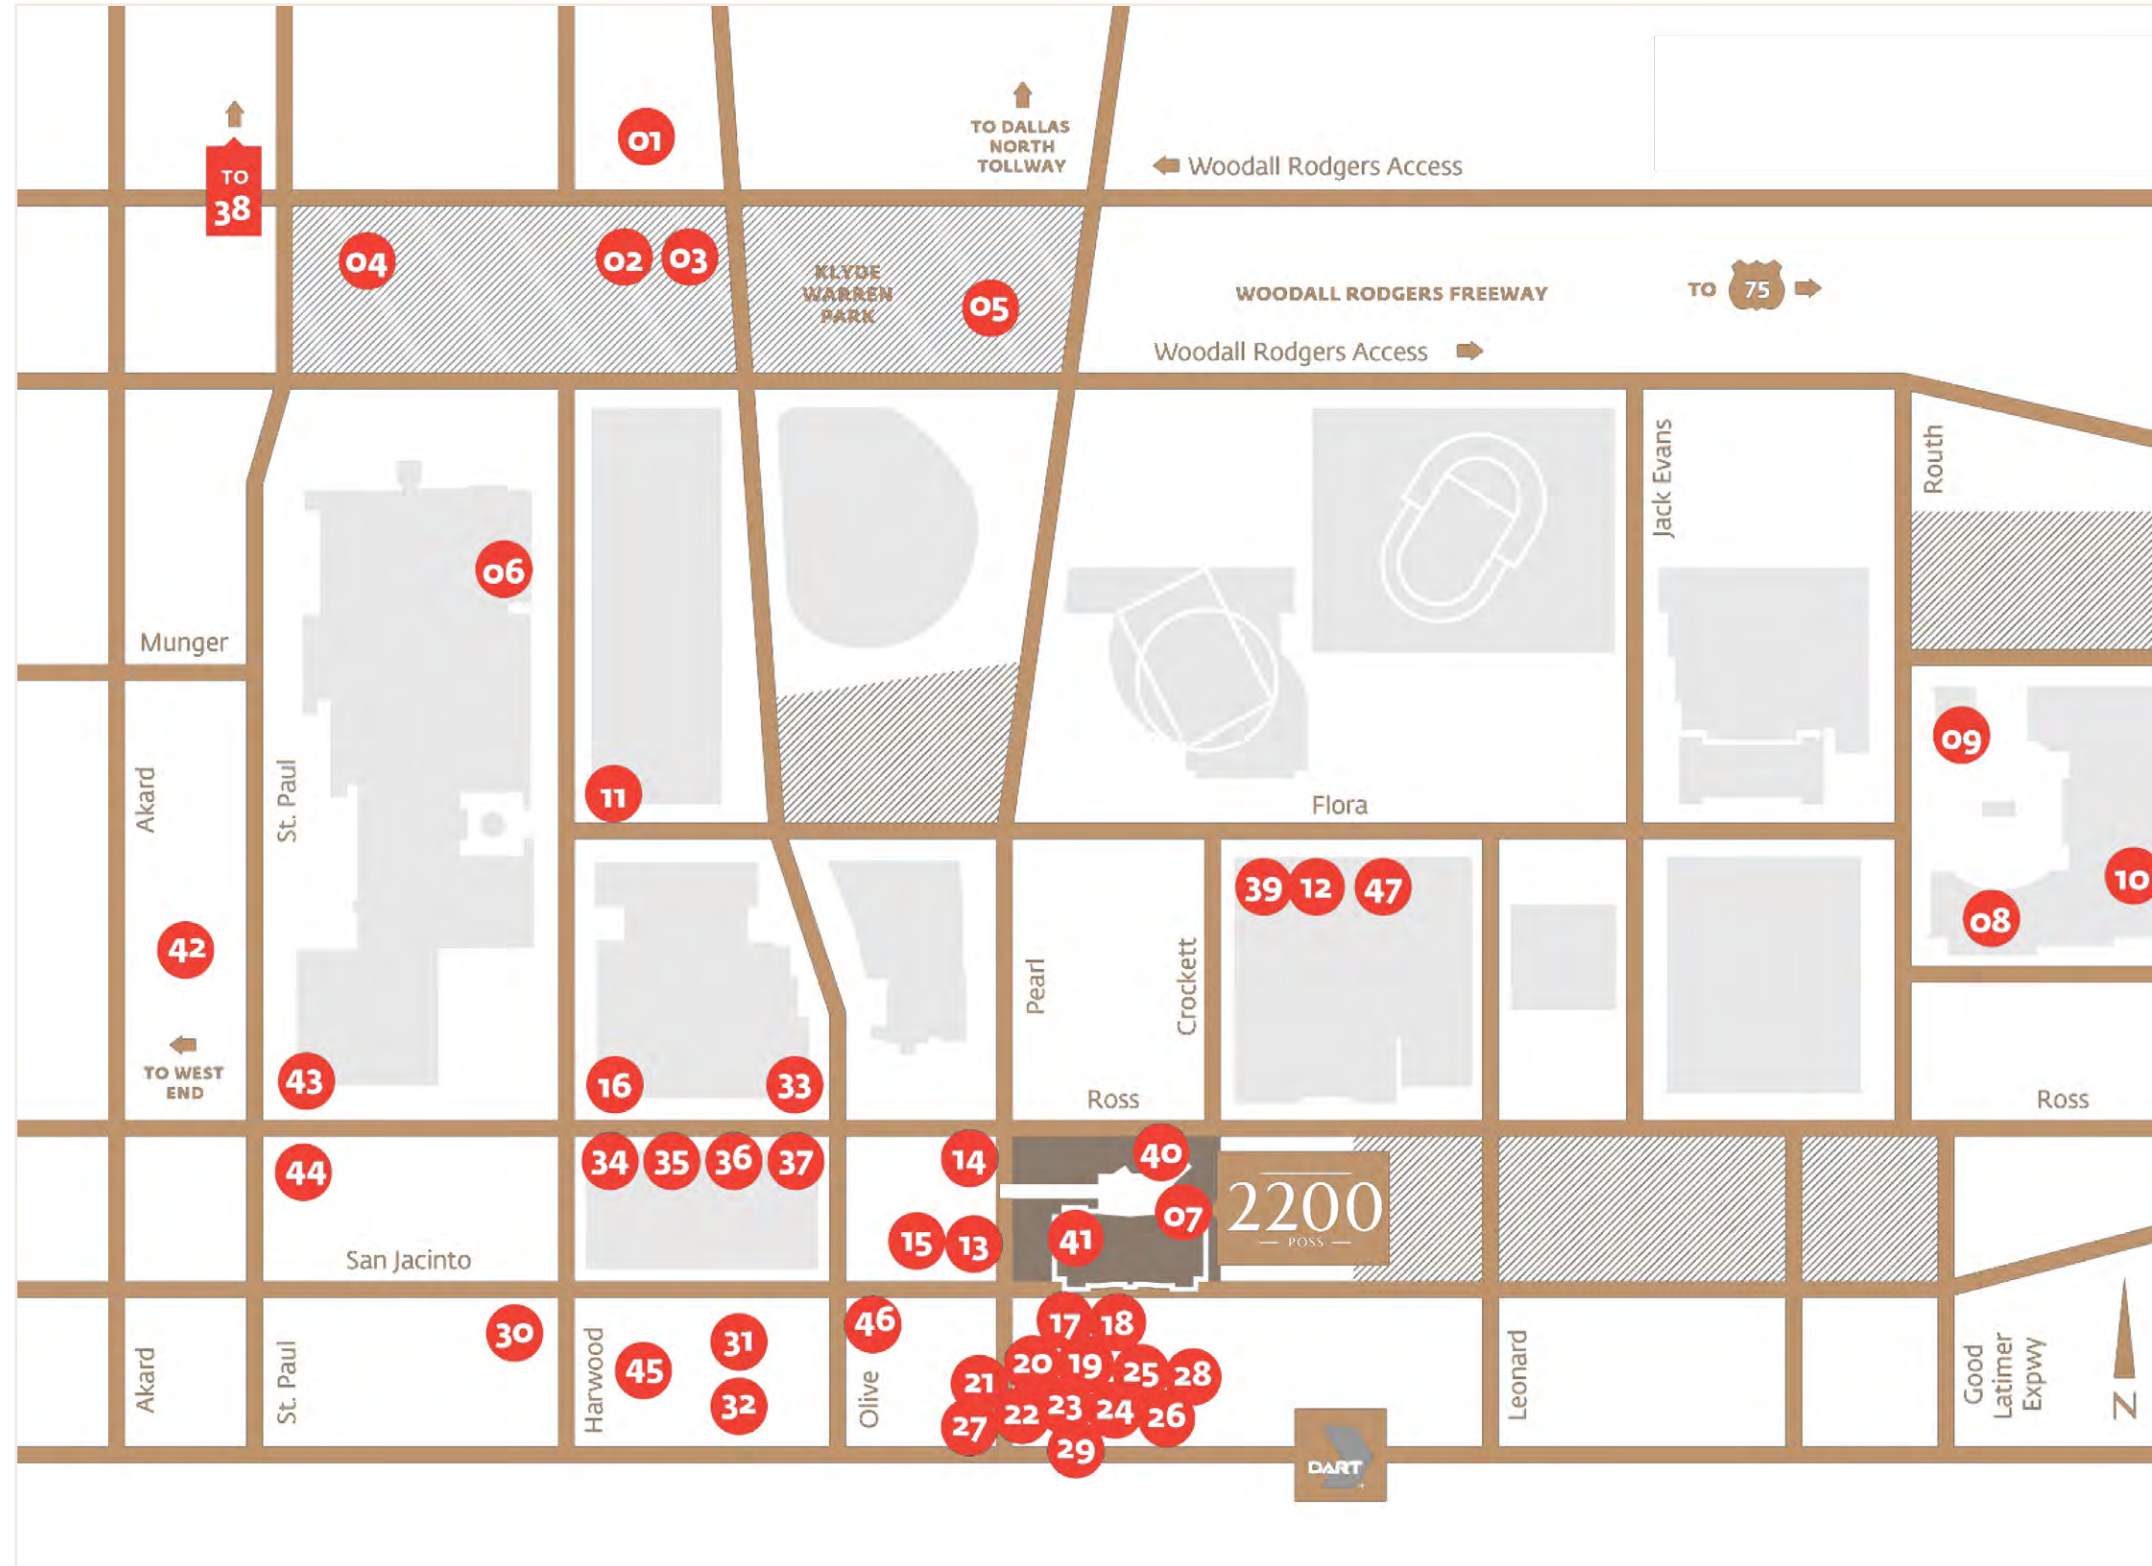 01
TO DALLAS
NORTH
TOLLWAY
Woodall Rodgers Access
TO
38
04
02
03
KLYDE
WARREN
PARK
05
WOODALL RODGERS FREEWAY
TO 75
Woodall Rodgers Access
Jack Evans
Routh
06
Munger
09
Akard
St. Paul
11
Flora
39
12
47
10
08
42
Pearl
Crockett
TO WEST
END
43
16
33
Ross
Ross
44
34
35
36
37
14
40
07
2200
ROSS
15
13
41
San Jacinto
30
31
45
32
46
17
18
20
19
25
28
21
22
23
24
26
27
29
Akard
St. Paul
Harwood
Olive
Leonard
Good
Latimer
Expwy
N
DART